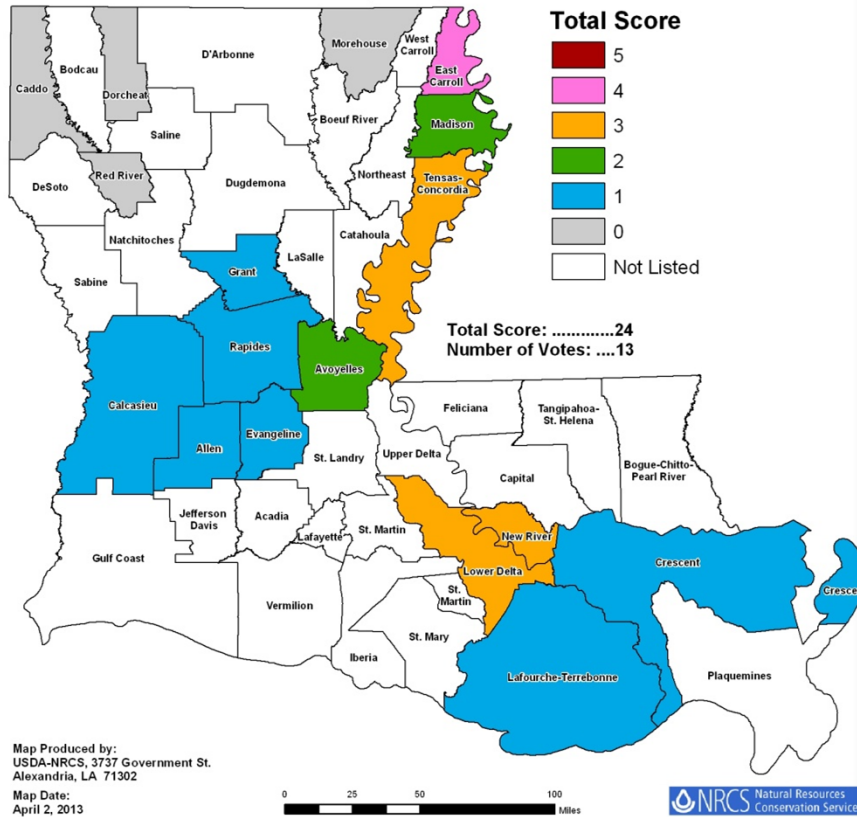 Total Score
5
4
3
2
1
0
Not Listed
Total Score: .............24
Number of Votes: ....13
Caddo
Bodcau
Dorcheat
D'Arbonne
Morehouse
West
Carroll
East
Carroll
Saline
Boeuf River
Madison
Red River
DeSoto
Dugdemona
Northeast
Tensas-
Concordia
Natchitoches
Sabine
Grant
LaSalle
Catahoula
Rapides
Avoyelles
Calcasieu
Allen
Evangeline
St. Landry
Feliciana
Tangipahoa-
St. Helena
Upper Delta
Capital
Bogue-Chitto-
Pearl River
Gulf Coast
Jefferson
Davis
Acadia
Lafayette
St. Martin
New River
Lower Delta
Crescent
Crescen
Vermilion
St.
Martin
St. Mary
Iberia
Lafourche-Terrebonne
Plaquemines
Map Produced by:
USDA-NRCS, 3737 Government St.
Alexandria, LA 71302
Map Date:
April 2, 2013
0 25 50 100
Miles
NRCS Natural Resources
Conservation Service